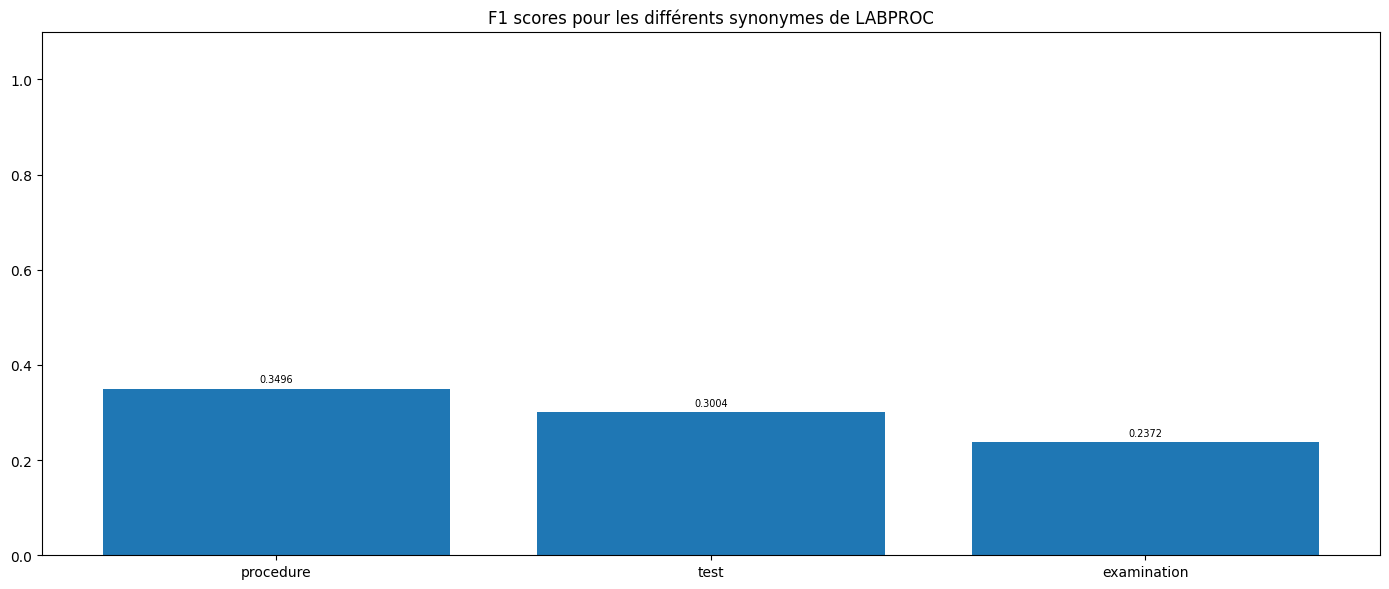 F1 scores pour les différents synonymes de LABPROC
1.0
0.8
0.6
0.4
0.2
0.0
0.3496
0.3004
0.2372
procedure
test
examination